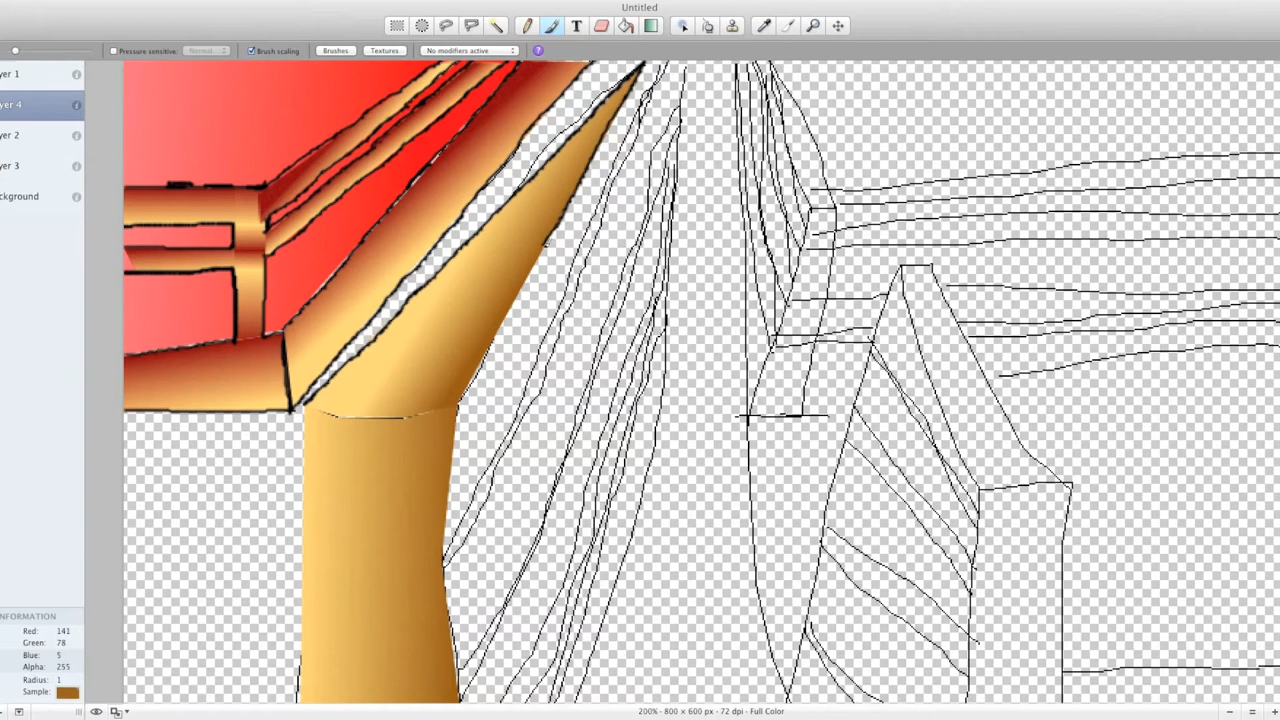 Untitled
T
Pressure sensitive: Normal Brush scaling Brushes Textures No modifiers active ?
yer 1
yer 4
yer 2
yer 3
ckground
NFORMATION
Red: 141
Green: 78
Blue: 5
Alpha: 255
Radius: 1
Sample:
200% - 800 × 600 px - 72 dpi - Full Color